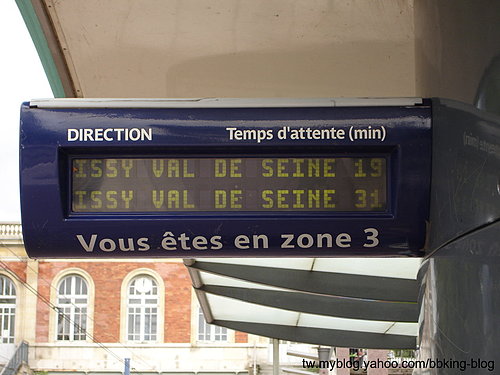 DIRECTION Temps d'attente (min)
ISSY VAL DE SEINE 19
ISSY VAL DE SEINE 31
Vous êtes en zone 3
tw.myblog.yahoo.com/bbking-blog